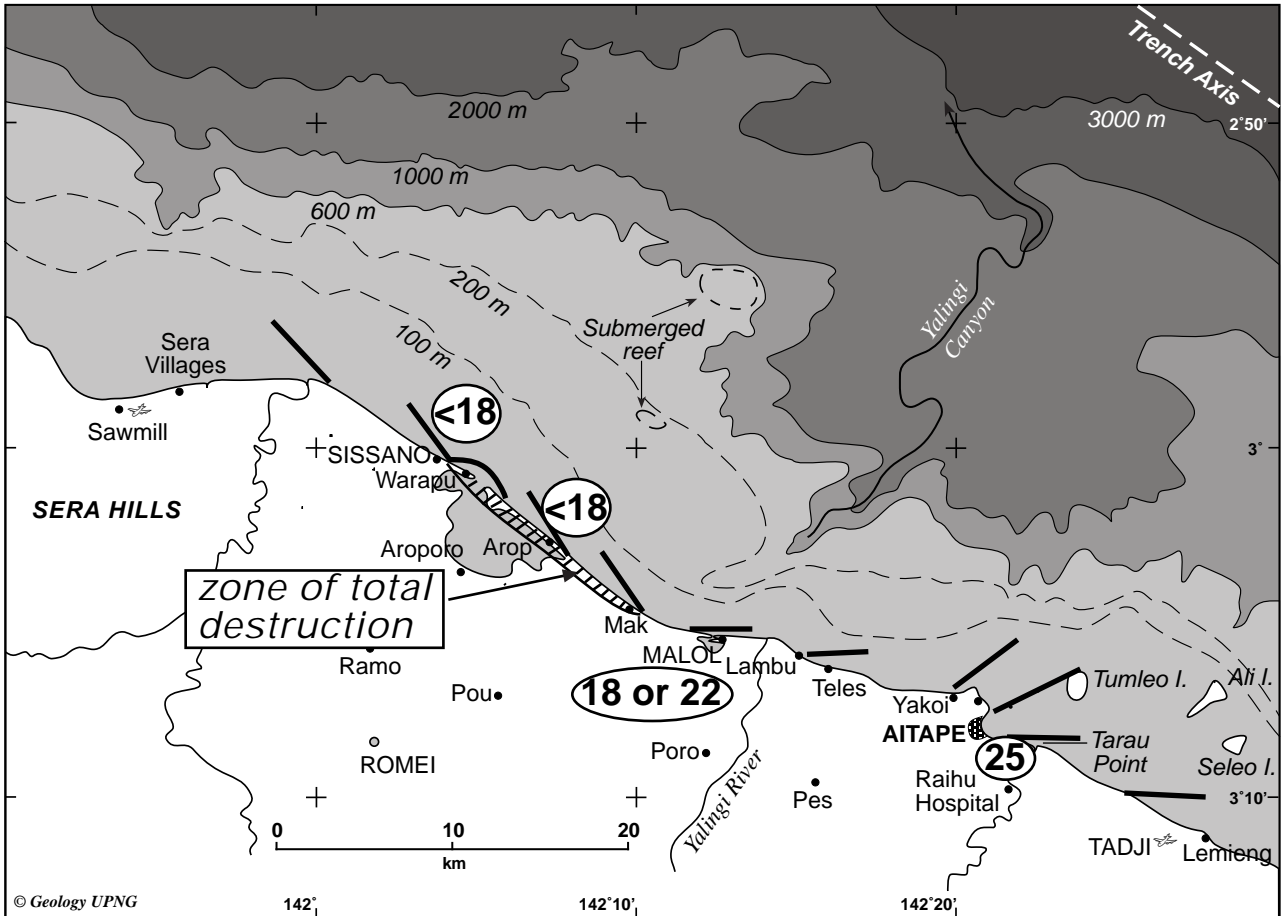 Trench Axis
2000 m
3000 m
2°50'
1000 m
600 m
200 m
Yalingi
Canyon
Submerged
reef
100 m
Sera
Villages
<18
Sawmill
SISSANO
3°
Warapu
SERA HILLS
<18
Aroporo
Arop
zone of total
destruction
Mak
MALOL
Lambu
Ramo
Teles
Tumleo I.
Ali I.
Pou
18 or 22
Yakoi
AITAPE
Tarau
Point
Poro
25
Seleo I.
ROMEI
Raihu
Hospital
Pes
3°10'
Yalingi River
0
10
20
km
TADJI
Lemieng
© Geology UPNG
142°
142°10'
142°20'